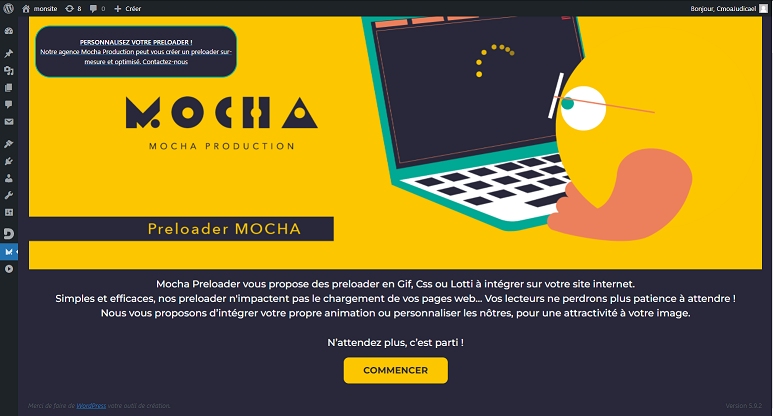 monsite 8 0 Créer Bonjour, CmoaJudicael
PERSONNALISEZ VOTRE PRELOADER !
Notre agence Mocha Production peut vous créer un preloader sur-
mesure et optimisé. Contactez-nous
MOCHA
MOCHA PRODUCTION
Preloader MOCHA
Mocha Preloader vous propose des preloader en Gif, Css ou Lotti à intégrer sur votre site internet.
Simples et efficaces, nos preloader n'impactent pas le chargement de vos pages web... Vos lecteurs ne perdrons plus patience à attendre !
Nous vous proposons d'intégrer votre propre animation ou personnaliser les nôtres, pour une attractivité à votre image.
N'attendez plus, c'est parti !
COMMENCER
Merci de faire de WordPress votre outil de création. Version 5.9.2